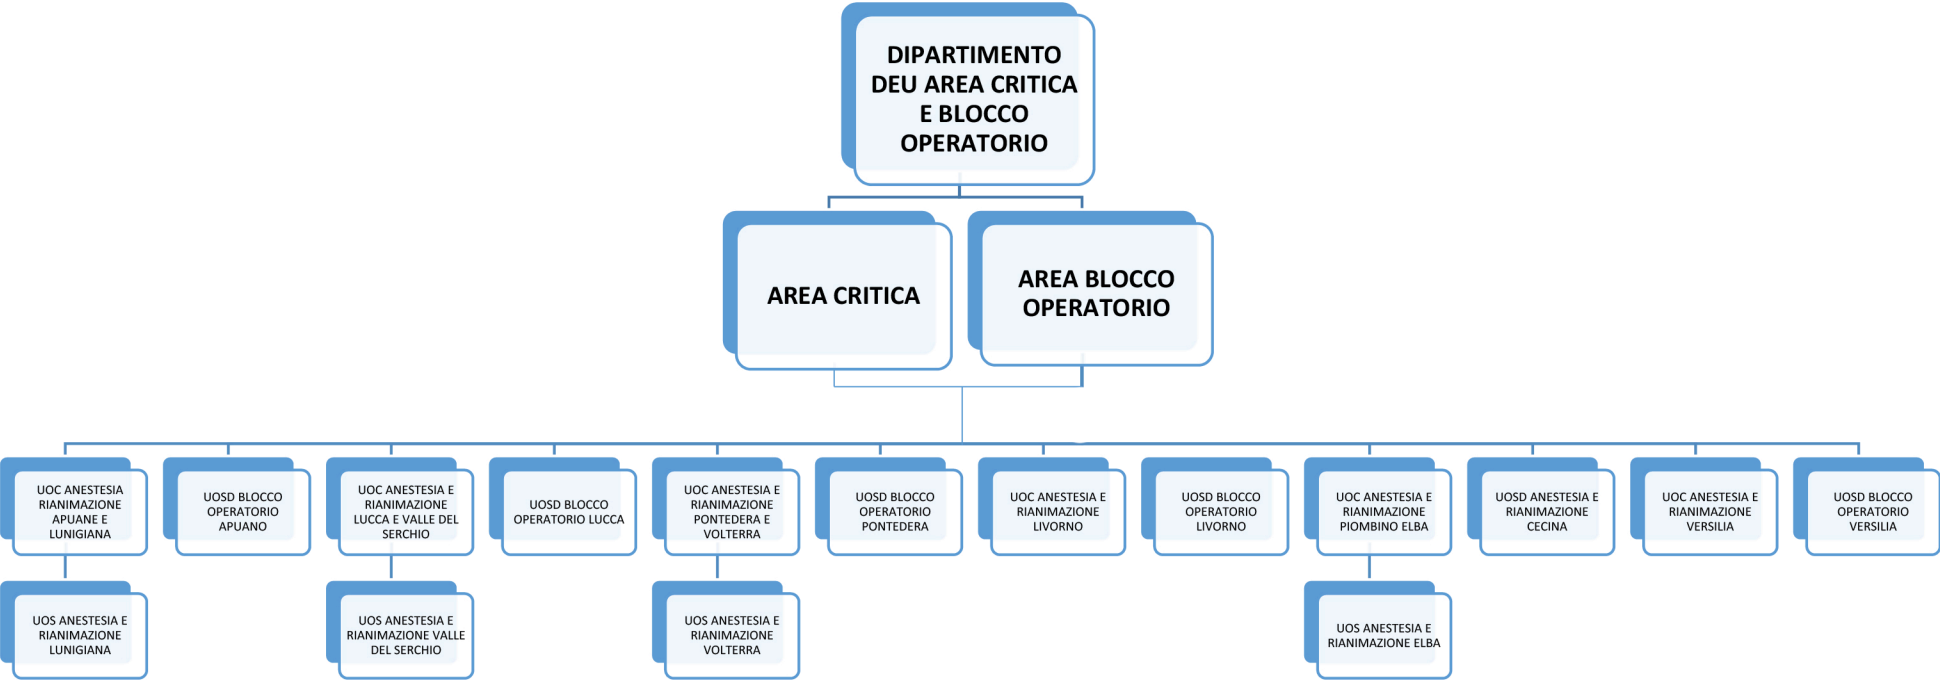 DIPARTIMENTO
DEU AREA CRITICA
E BLOCCO
OPERATORIO
AREA CRITICA
AREA BLOCCO
OPERATORIO
UOC ANESTESIA
RIANIMAZIONE
APUANE E
LUNIGIANA
UOSD BLOCCO
OPERATORIO
APUANO
UOC ANESTESIA E
RIANIMAZIONE
LUCCA E VALLE DEL
SERCHIO
UOSD BLOCCO
OPERATORIO LUCCA
UOC ANESTESIA E
RIANIMAZIONE
PONTEDERA E
VOLTERRA
UOSD BLOCCO
OPERATORIO
PONTEDERA
UOC ANESTESIA E
RIANIMAZIONE
LIVORNO
UOSD BLOCCO
OPERATORIO
LIVORNO
UOC ANESTESIA E
RIANIMAZIONE
PIOMBINO ELBA
UOSD ANESTESIA E
RIANIMAZIONE
CECINA
UOC ANESTESIA E
RIANIMAZIONE
VERSILIA
UOSD BLOCCO
OPERATORIO
VERSILIA
UOS ANESTESIA E
RIANIMAZIONE
LUNIGIANA
UOS ANESTESIA E
RIANIMAZIONE VALLE
DEL SERCHIO
UOS ANESTESIA E
RIANIMAZIONE
VOLTERRA
UOS ANESTESIA E
RIANIMAZIONE ELBA